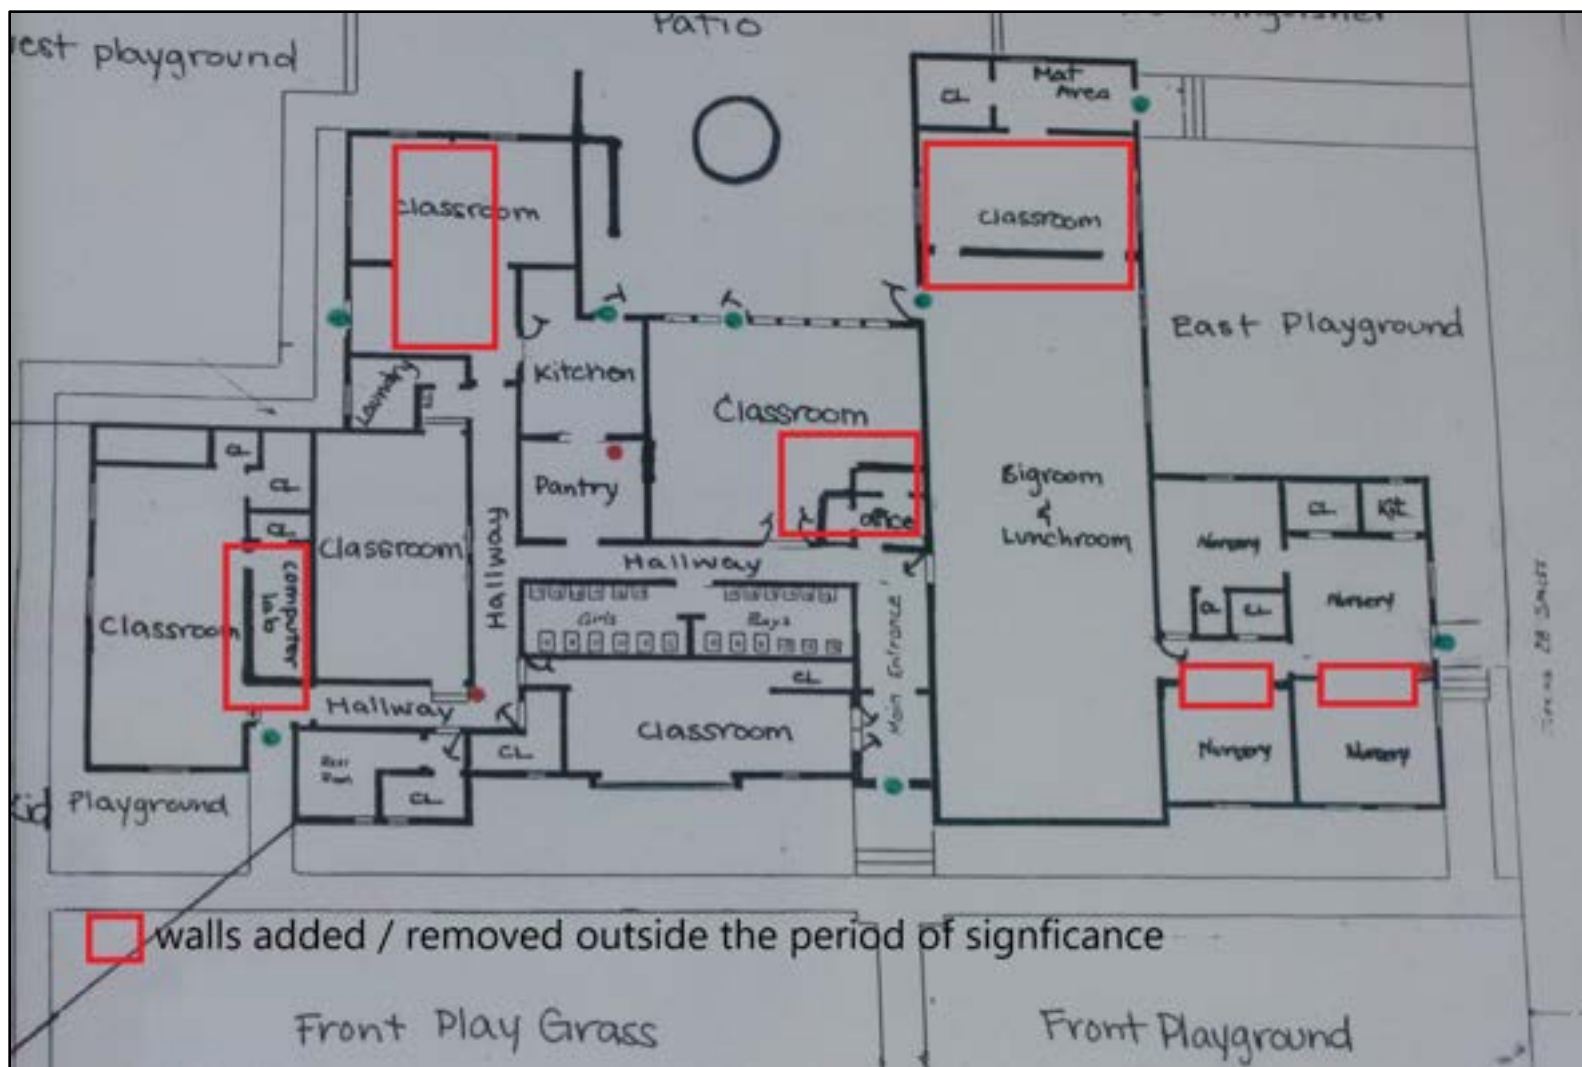 Patio
est playground
Mat
Area
CL
classroom
classroom
East Playground
Laundry
Kitchen
Classroom
Pantry
Bigroom
&
Lunchroom
CL
CL
CL
CL
Kit
Nursery
Classroom
Hallway
office
Hallway
computer
lab
Classroom
Girls
Boys
Nursery
CL
CL
Main Entrance
CL
Hallway
Classroom
CL
Nursery
Nursery
Rest
Room
CL
Playground
walls added / removed outside the period of signficance
Front Play Grass
Front Playground